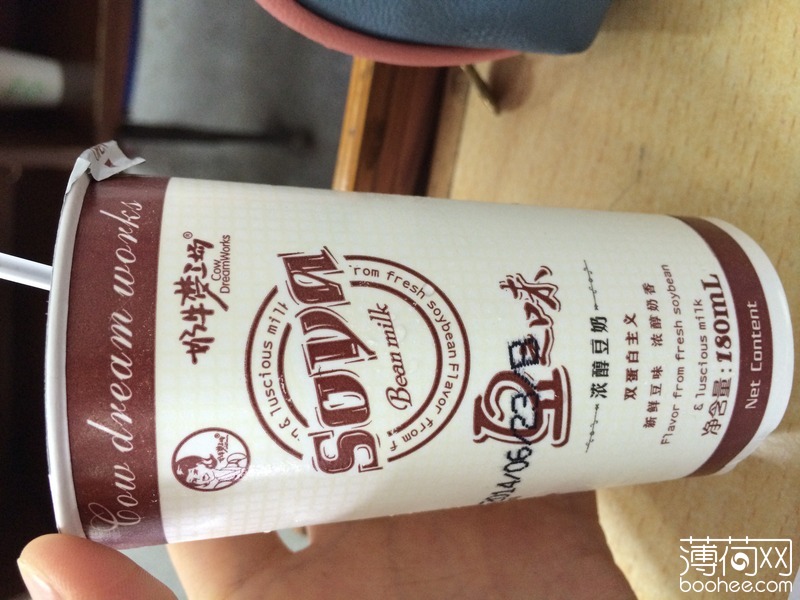 Cow dream works
奶牛梦工场®
Cow
DreamWorks
& luscious milk
from fresh soybean Flavor from
Soya
Bean milk
豆味
2014/06/23/B
浓醇豆奶
双蛋白主义
新鲜豆味 浓醇奶香
Flavor from fresh soybean
& luscious milk
净含量:180mL
Net Content
薄荷网
boohee.com